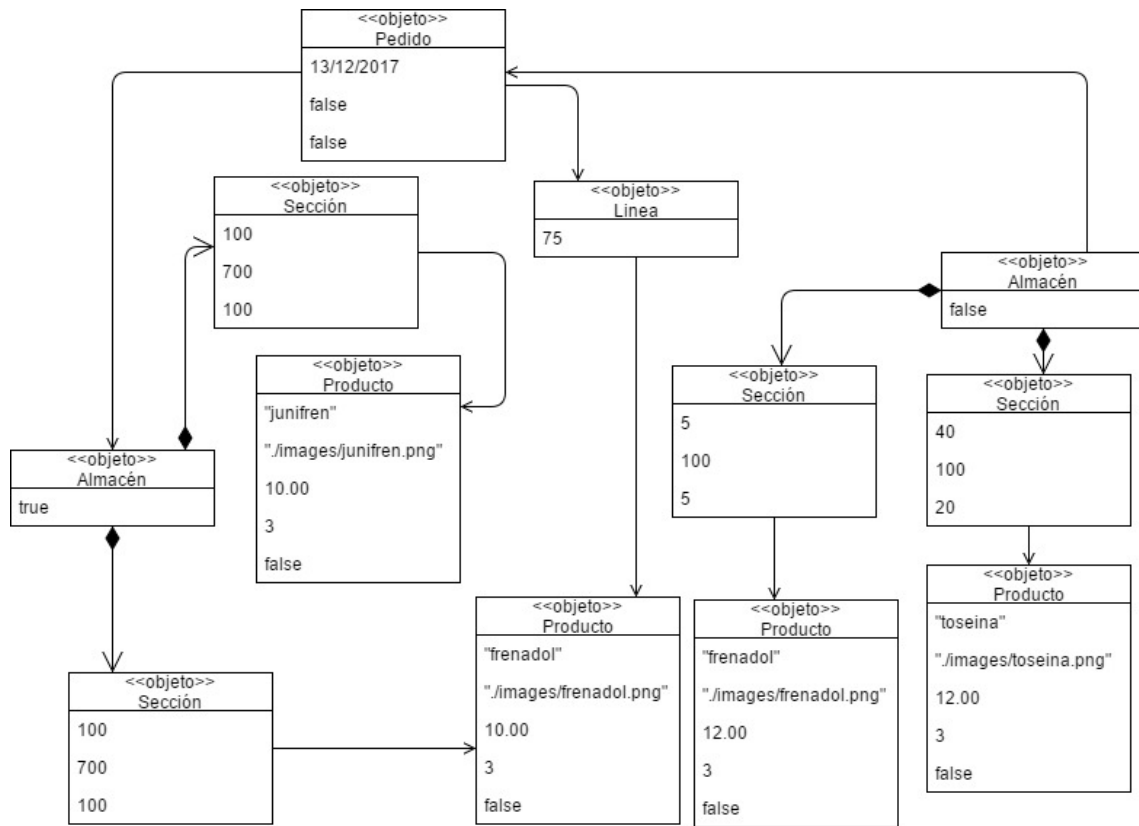 <<objeto>>
Pedido
13/12/2017
false
false
<<objeto>>
Sección
100
700
100
<<objeto>>
Linea
75
<<objeto>>
Almacén
false
<<objeto>>
Producto
"junifren"
"./images/junifren.png"
10.00
3
false
<<objeto>>
Sección
5
100
5
<<objeto>>
Sección
40
100
20
<<objeto>>
Almacén
true
<<objeto>>
Producto
"frenadol"
"./images/frenadol.png"
10.00
3
false
<<objeto>>
Producto
"frenadol"
"./images/frenadol.png"
12.00
3
false
<<objeto>>
Producto
"toseina"
"./images/toseina.png"
12.00
3
false
<<objeto>>
Sección
100
700
100